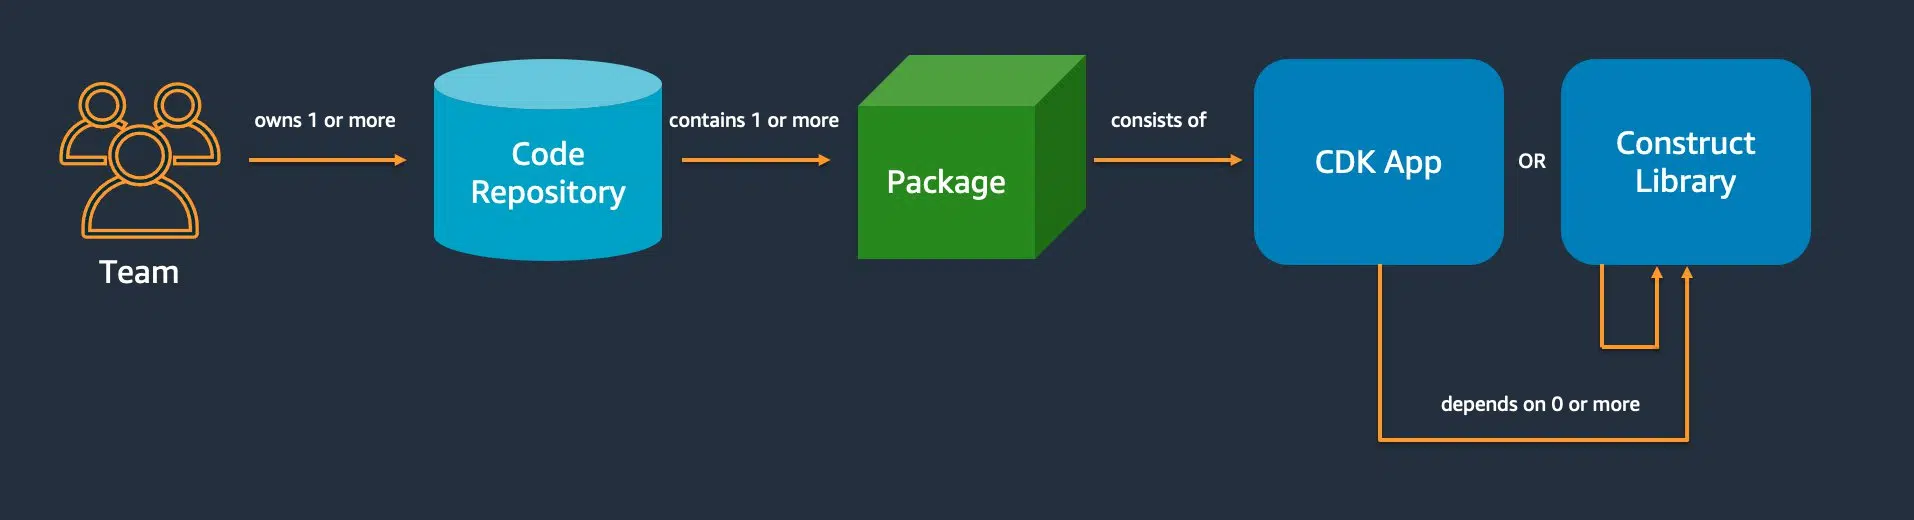 owns 1 or more
contains 1 or more
consists of
Code
Repository
Package
CDK App
OR
Construct
Library
Team
depends on 0 or more